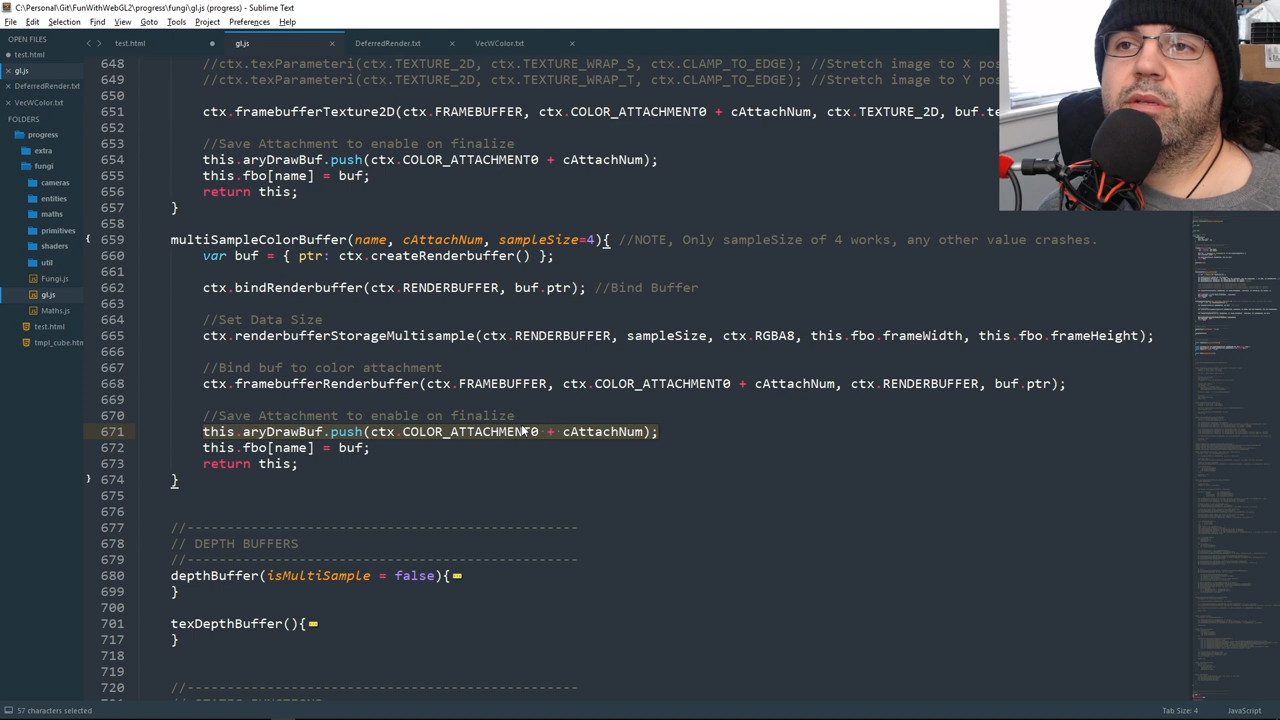 C:\Personal\Git\FunWithWebGL2\progress\fungi\gl.js (progress) - Sublime Text
File Edit Selection Find View Goto Tools Project Preferences Help
OPEN FILES
test.html
gl.js
DeferredRender.txt
VecWColor.txt
FOLDERS
progress
extra
fungi
cameras
entities
maths
primitives
shaders
util
Fungi.js
gl.js
Maths.js
test.html
tmpl_cube.htm
test.html gl.js DeferredRender.txt VecWColor.txt
648 //ctx.texParameteri(ctx.TEXTURE_2D, ctx.TEXTURE_WRAP_S, ctx.CLAMP_TO_EDGE); //Stretch image to X pos
649 //ctx.texParameteri(ctx.TEXTURE_2D, ctx.TEXTURE_WRAP_T, ctx.CLAMP_TO_EDGE); //Stretch image to Y pos
650
651 ctx.framebufferTexture2D(ctx.FRAMEBUFFER, ctx.COLOR_ATTACHMENT0 + cAttachNum, ctx.TEXTURE_2D, buf.te
652
653 //Save Attachment to enable on finalize
654 this.aryDrawBuf.push(ctx.COLOR_ATTACHMENT0 + cAttachNum);
655 this.fbo[name] = buf;
656 return this;
657 }
658
659 multiSampleColorBuffer(name, cAttachNum, sampleSize=4){ //NOTE, Only sampleSize of 4 works, any other value crashes.
660 var buf = { ptr: ctx.createRenderbuffer() };
661
662 ctx.bindRenderbuffer(ctx.RENDERBUFFER, buf.ptr); //Bind Buffer
663
664 //Set Data Size
665 ctx.renderbufferStorageMultisample(ctx.RENDERBUFFER, sampleSize, ctx.RGBA8, this.fbo.frameWidth, this.fbo.frameHeight);
666
667 //Bind buf to color attachment
668 ctx.framebufferRenderbuffer(ctx.FRAMEBUFFER, ctx.COLOR_ATTACHMENT0 + cAttachNum, ctx.RENDERBUFFER, buf.ptr);
669
670 //Save Attachment to enable on finalize
671 this.aryDrawBuf.push(ctx.COLOR_ATTACHMENT0 + cAttachNum);
672 this.fbo[name] = buf;
673 return this;
674 }
675
676
677 //-------------------------------------------------
678 // DEPTH BUFFERS
679 //-------------------------------------------------
680 depthBuffer(isMultiSample = false){
699 }
700
701 texDepthBuffer(){
717 }
718
719
720 //-------------------------------------------------
57 characters selected Tab Size: 4 JavaScript